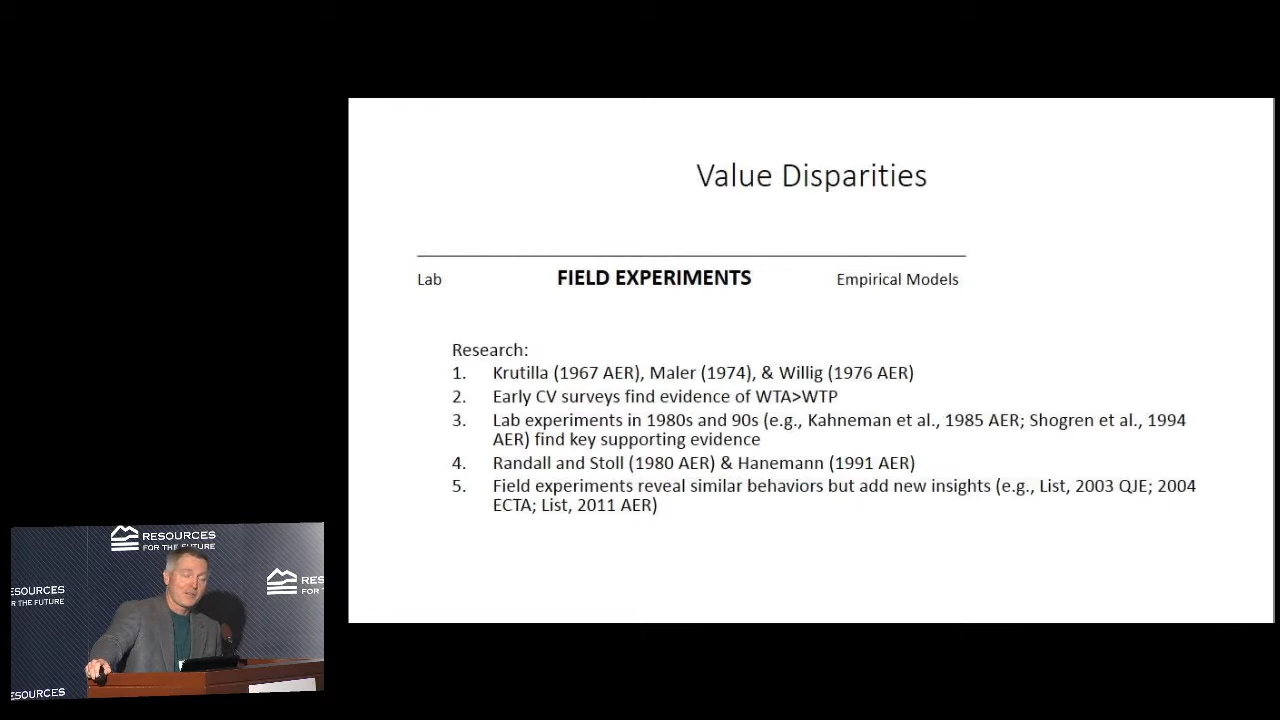 Value Disparities
Lab FIELD EXPERIMENTS Empirical Models
Research:
1. Krutilla (1967 AER), Maler (1974), & Willig (1976 AER)
2. Early CV surveys find evidence of WTA>WTP
3. Lab experiments in 1980s and 90s (e.g., Kahneman et al., 1985 AER; Shogren et al., 1994
AER) find key supporting evidence
4. Randall and Stoll (1980 AER) & Hanemann (1991 AER)
5. Field experiments reveal similar behaviors but add new insights (e.g., List, 2003 QJE; 2004
ECTA; List, 2011 AER)
RESOURCES
FOR THE FUTURE
RES
FOR
ESOURCES
R THE FUTURE
ESOURCES